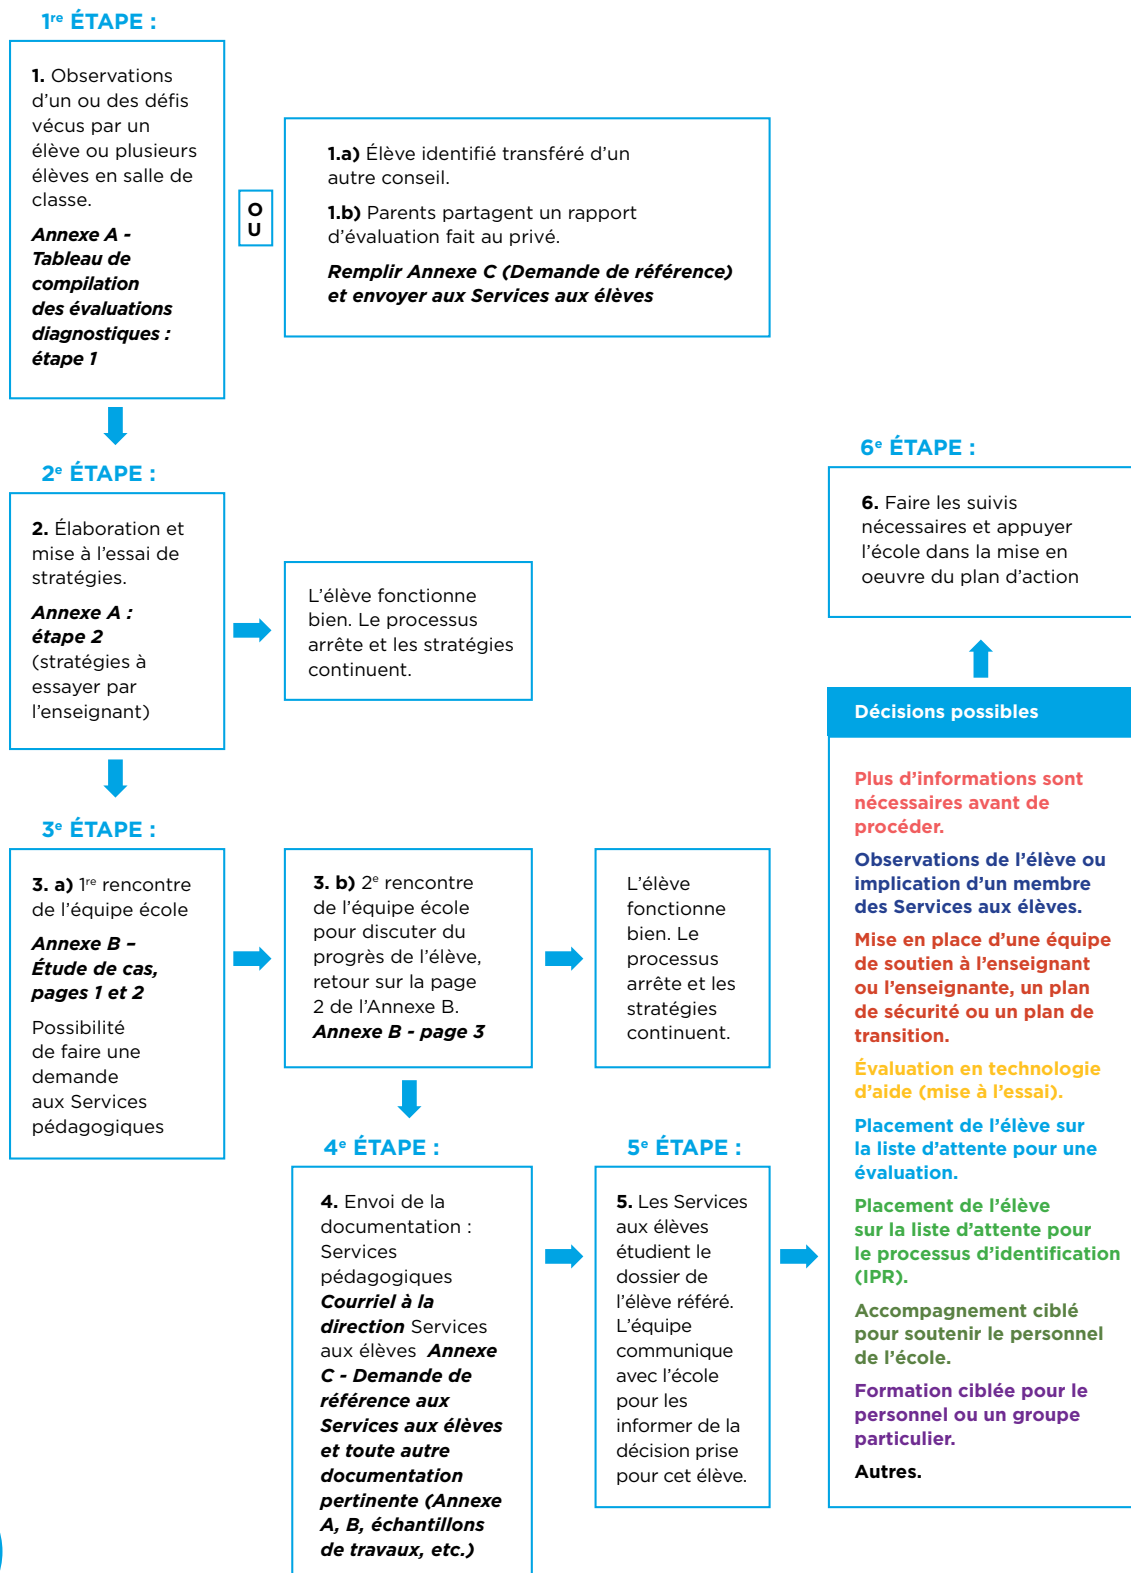 1re ÉTAPE :
1. Observations
d'un ou des défis
vécus par un
élève ou plusieurs
élèves en salle de
classe.
Annexe A -
Tableau de
compilation
des évaluations
diagnostiques :
étape 1
O
U
1.a) Élève identifié transféré d'un
autre conseil.
1.b) Parents partagent un rapport
d'évaluation fait au privé.
Remplir Annexe C (Demande de référence)
et envoyer aux Services aux élèves
2e ÉTAPE :
2. Élaboration et
mise à l'essai de
stratégies.
Annexe A :
étape 2
(stratégies à
essayer par
l'enseignant)
L'élève fonctionne
bien. Le processus
arrête et les stratégies
continuent.
3e ÉTAPE :
3. a) 1re rencontre
de l'équipe école
Annexe B –
Étude de cas,
pages 1 et 2
Possibilité
de faire une
demande
aux Services
pédagogiques
3. b) 2e rencontre
de l'équipe école
pour discuter du
progrès de l'élève,
retour sur la page
2 de l'Annexe B.
Annexe B - page 3
L'élève
fonctionne
bien. Le
processus
arrête et les
stratégies
continuent.
4e ÉTAPE :
4. Envoi de la
documentation :
Services
pédagogiques
Courriel à la
direction Services
aux élèves Annexe
C - Demande de
référence aux
Services aux élèves
et toute autre
documentation
pertinente (Annexe
A, B, échantillons
de travaux, etc.)
5e ÉTAPE :
5. Les Services
aux élèves
étudient le
dossier de
l'élève référé.
L'équipe
communique
avec l'école
pour les
informer de la
décision prise
pour cet élève.
6e ÉTAPE :
6. Faire les suivis
nécessaires et appuyer
l'école dans la mise en
oeuvre du plan d'action
Décisions possibles
Plus d'informations sont
nécessaires avant de
procéder.
Observations de l'élève ou
implication d'un membre
des Services aux élèves.
Mise en place d'une équipe
de soutien à l'enseignant
ou l'enseignante, un plan
de sécurité ou un plan de
transition.
Évaluation en technologie
d'aide (mise à l'essai).
Placement de l'élève sur
la liste d'attente pour une
évaluation.
Placement de l'élève
sur la liste d'attente pour
le processus d'identification
(IPR).
Accompagnement ciblé
pour soutenir le personnel
de l'école.
Formation ciblée pour le
personnel ou un groupe
particulier.
Autres.